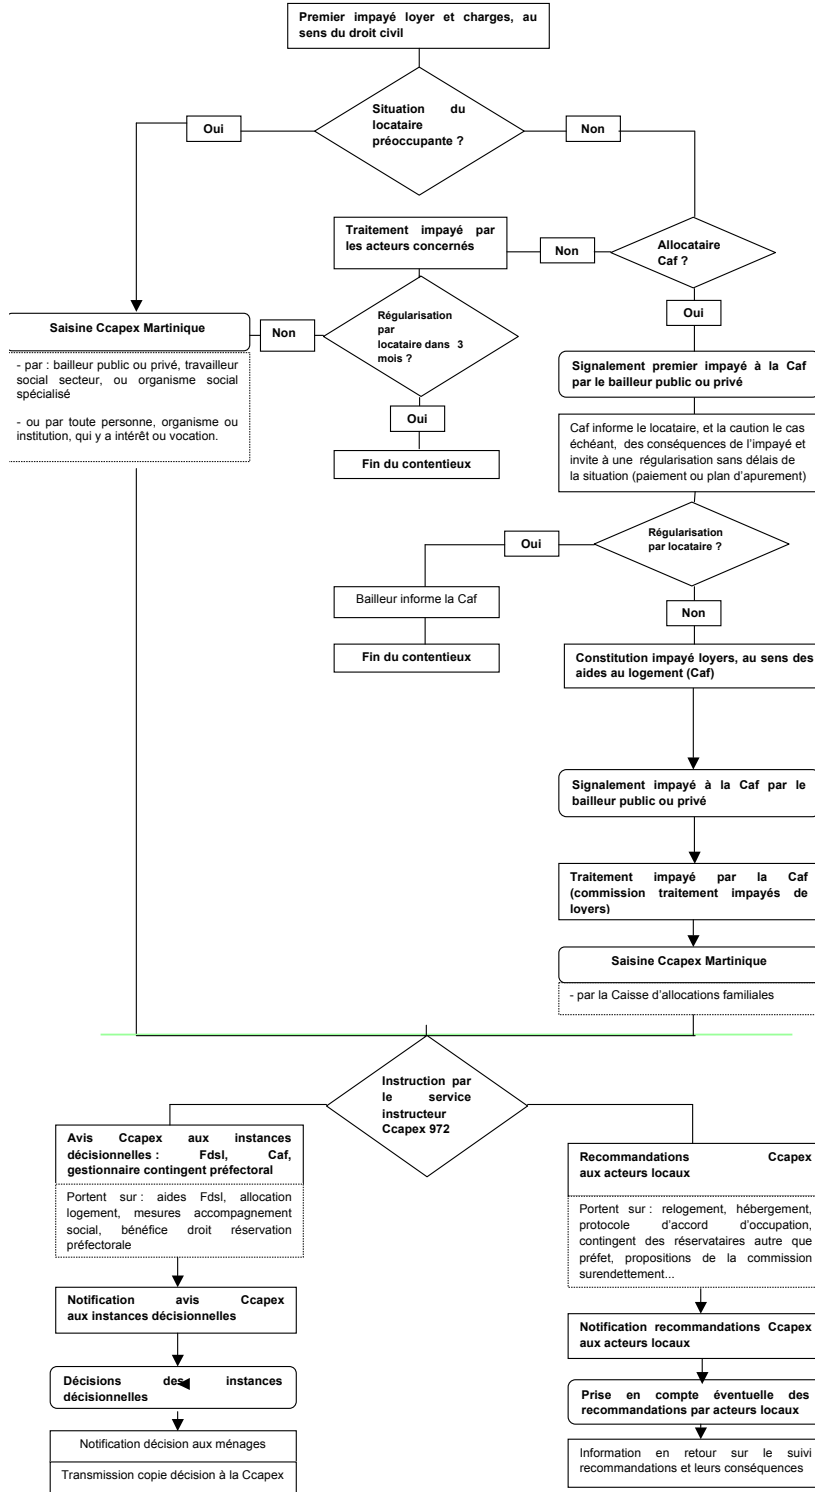 Premier impayé loyer et charges, au
sens du droit civil
Situation du
locataire
préoccupante ?
Oui
Non
Traitement impayé par
les acteurs concernés
Non
Allocataire
Caf ?
Oui
Saisine Ccapex Martinique
- par : bailleur public ou privé, travailleur
social secteur, ou organisme social
spécialisé
- ou par toute personne, organisme ou
institution, qui y a intérêt ou vocation.
Non
Régularisation
par
locataire dans 3
mois ?
Oui
Fin du contentieux
Signalement premier impayé à la Caf
par le bailleur public ou privé
Caf informe le locataire, et la caution le cas
échéant, des conséquences de l'impayé et
invite à une régularisation sans délais de
la situation (paiement ou plan d'apurement)
Oui
Régularisation
par locataire ?
Bailleur informe la Caf
Fin du contentieux
Non
Constitution impayé loyers, au sens des
aides au logement (Caf)
Signalement impayé à la Caf par le
bailleur public ou privé
Traitement impayé par la Caf
(commission traitement impayés de
loyers)
Saisine Ccapex Martinique
- par la Caisse d'allocations familiales
Instruction par
le service
instructeur
Ccapex 972
Avis Ccapex aux instances
décisionnelles : Fdsl, Caf,
gestionnaire contingent préfectoral
Portent sur : aides Fdsl, allocation
logement, mesures accompagnement
social, bénéfice droit réservation
préfectorale
Notification avis Ccapex
aux instances décisionnelles
Décisions des instances
décisionnelles
Notification décision aux ménages
Transmission copie décision à la Ccapex
Recommandations Ccapex
aux acteurs locaux
Portent sur : relogement, hébergement,
protocole d'accord d'occupation,
contingent des réservataires autre que
préfet, propositions de la commission
surendettement...
Notification recommandations Ccapex
aux acteurs locaux
Prise en compte éventuelle des
recommandations par acteurs locaux
Information en retour sur le suivi
recommandations et leurs conséquences